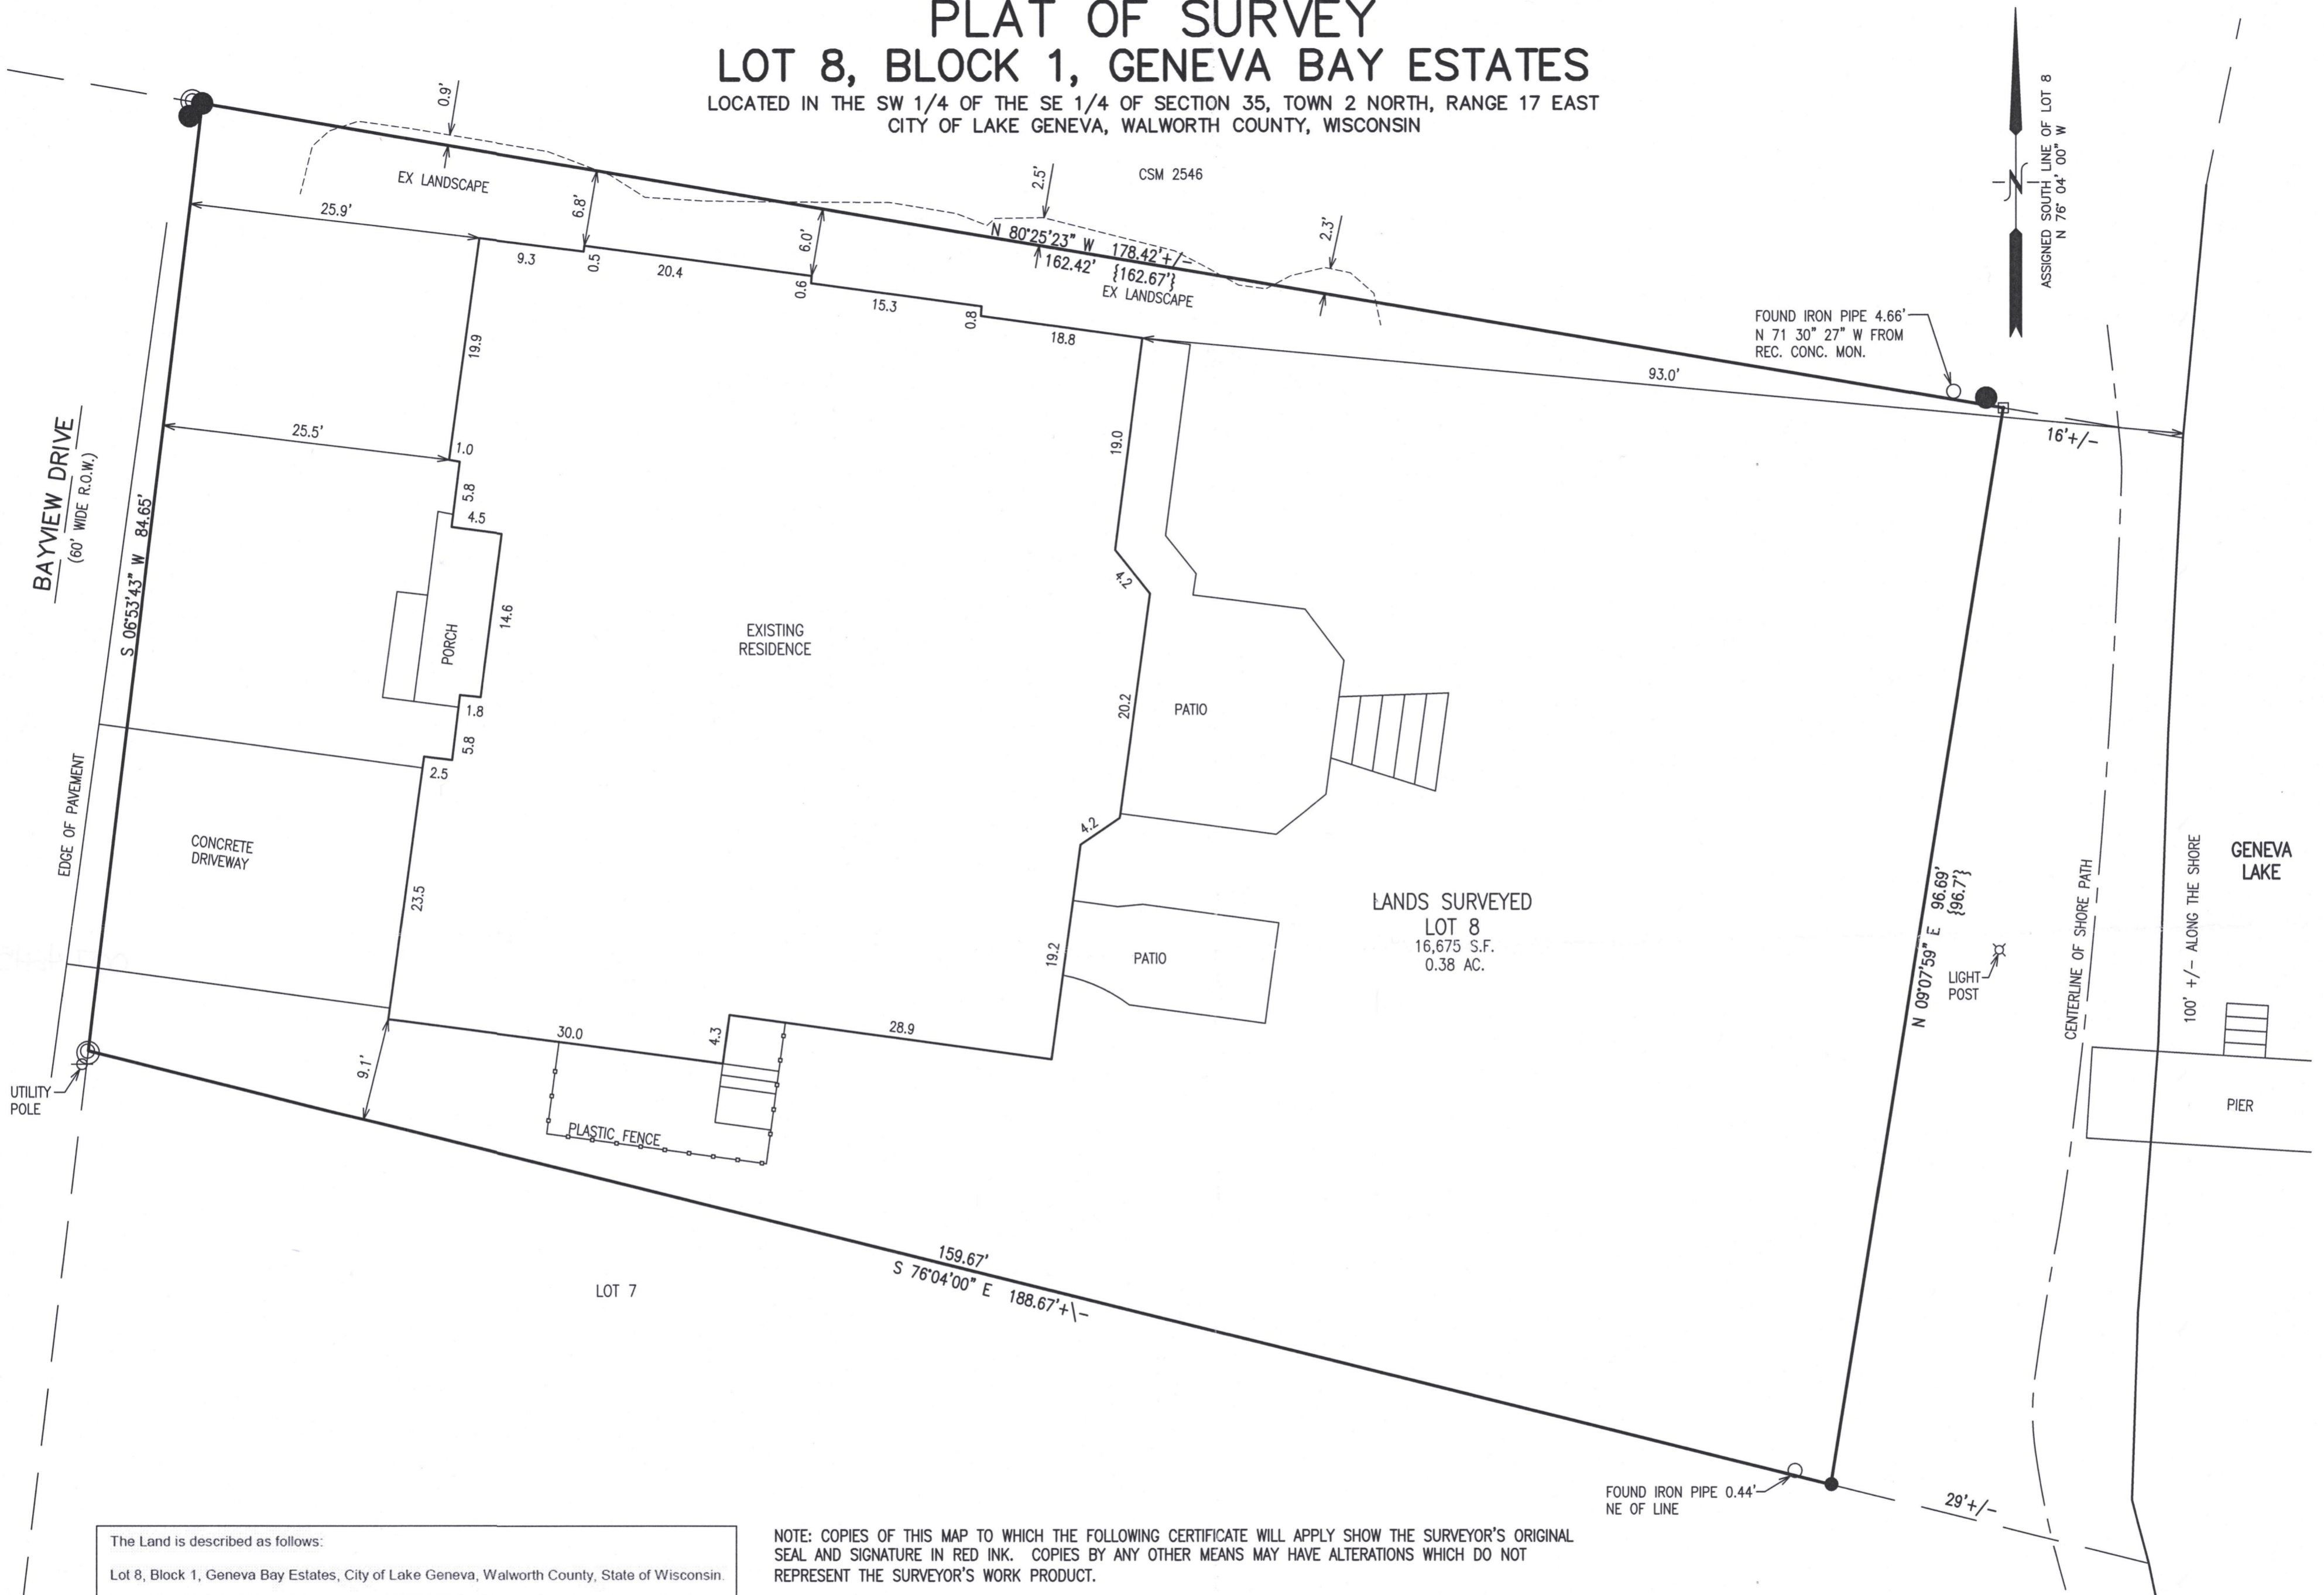 PLAT OF SURVEY
LOT 8, BLOCK 1, GENEVA BAY ESTATES
LOCATED IN THE SW 1/4 OF THE SE 1/4 OF SECTION 35, TOWN 2 NORTH, RANGE 17 EAST
CITY OF LAKE GENEVA, WALWORTH COUNTY, WISCONSIN
CSM 2546
ASSIGNED SOUTH LINE OF LOT 8
N 76° 04' 00" W
N
0.9'
EX LANDSCAPE
25.9'
6.8'
6.0'
2.5'
2.3'
N 80°25'23" W 178.42'+/-
162.42' {162.67'}
EX LANDSCAPE
9.3
0.5
20.4
0.6
15.3
0.8
18.8
FOUND IRON PIPE 4.66'
N 71 30" 27" W FROM
REC. CONC. MON.
93.0'
16'+/-
19.9
19.0
BAYVIEW DRIVE
(60' WIDE R.O.W.)
S 06°53'43" W 84.65'
25.5'
1.0
5.8
4.5
4.2
14.6
PORCH
EXISTING
RESIDENCE
20.2
PATIO
1.8
5.8
2.5
EDGE OF PAVEMENT
CONCRETE
DRIVEWAY
23.5
4.2
19.2
PATIO
LANDS SURVEYED
LOT 8
16,675 S.F.
0.38 AC.
N 09°07'59" E 96.69'
{96.7'}
LIGHT
POST
CENTERLINE OF SHORE PATH
100' +/- ALONG THE SHORE
GENEVA
LAKE
PIER
30.0
4.3
28.9
9.1'
UTILITY
POLE
PLASTIC FENCE
159.67'
S 76°04'00" E 188.67'+\-
LOT 7
FOUND IRON PIPE 0.44'
NE OF LINE
29'+/-
The Land is described as follows:
Lot 8, Block 1, Geneva Bay Estates, City of Lake Geneva, Walworth County, State of Wisconsin.
NOTE: COPIES OF THIS MAP TO WHICH THE FOLLOWING CERTIFICATE WILL APPLY SHOW THE SURVEYOR'S ORIGINAL
SEAL AND SIGNATURE IN RED INK. COPIES BY ANY OTHER MEANS MAY HAVE ALTERATIONS WHICH DO NOT
REPRESENT THE SURVEYOR'S WORK PRODUCT.